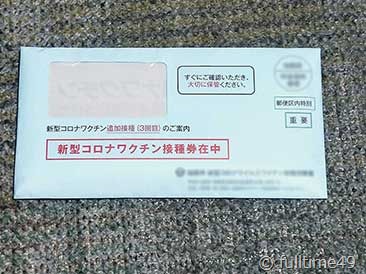 すぐにご確認いただき、
大切に保管ください。
郵便区内特別
重要
新型コロナワクチン追加接種(3回目)のご案内
新型コロナワクチン接種券在中
© fulltime49